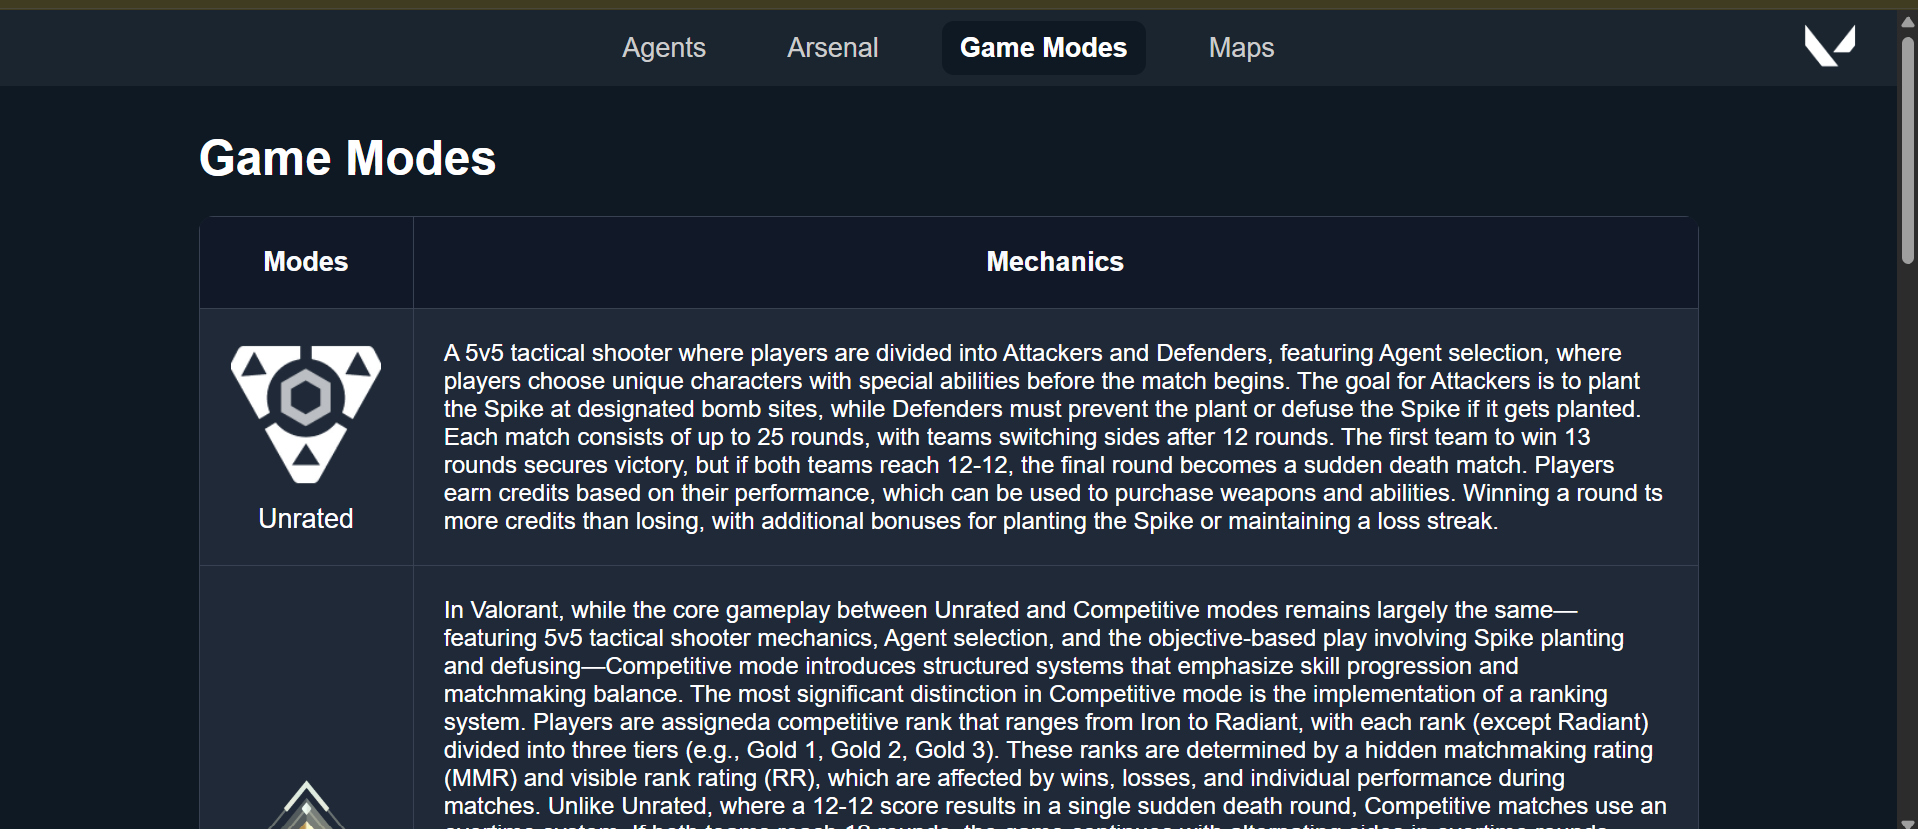 Agents Arsenal Game Modes Maps
Game Modes
Modes Mechanics
A 5v5 tactical shooter where players are divided into Attackers and Defenders, featuring Agent selection, where
players choose unique characters with special abilities before the match begins. The goal for Attackers is to plant
the Spike at designated bomb sites, while Defenders must prevent the plant or defuse the Spike if it gets planted.
Each match consists of up to 25 rounds, with teams switching sides after 12 rounds. The first team to win 13
rounds secures victory, but if both teams reach 12-12, the final round becomes a sudden death match. Players
earn credits based on their performance, which can be used to purchase weapons and abilities. Winning a round ts
more credits than losing, with additional bonuses for planting the Spike or maintaining a loss streak.
Unrated
In Valorant, while the core gameplay between Unrated and Competitive modes remains largely the same—
featuring 5v5 tactical shooter mechanics, Agent selection, and the objective-based play involving Spike planting
and defusing—Competitive mode introduces structured systems that emphasize skill progression and
matchmaking balance. The most significant distinction in Competitive mode is the implementation of a ranking
system. Players are assigneda competitive rank that ranges from Iron to Radiant, with each rank (except Radiant)
divided into three tiers (e.g., Gold 1, Gold 2, Gold 3). These ranks are determined by a hidden matchmaking rating
(MMR) and visible rank rating (RR), which are affected by wins, losses, and individual performance during
matches. Unlike Unrated, where a 12-12 score results in a single sudden death round, Competitive matches use an